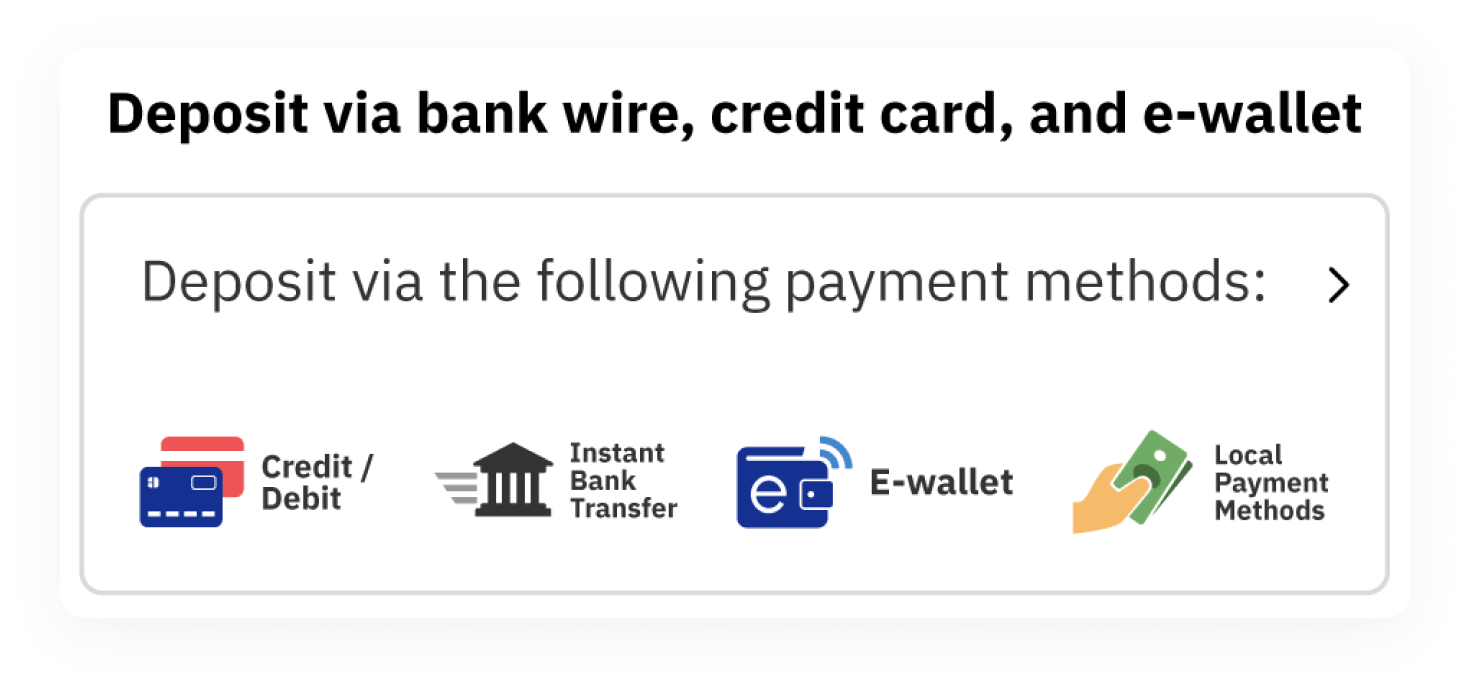 Deposit via bank wire, credit card, and e-wallet
Deposit via the following payment methods:
Credit /
Debit
Instant
Bank
Transfer
e
E-wallet
Local
Payment
Methods